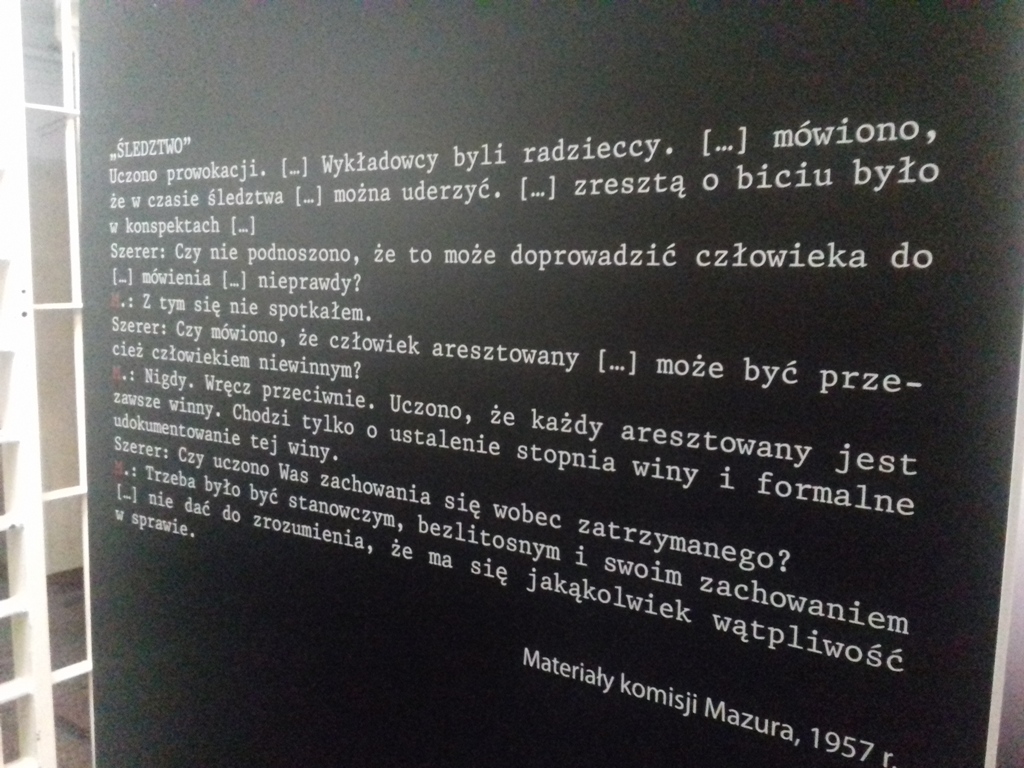 „ŚLEDZTWO”
Uczono prowokacji. […] Wykładowcy byli radzieccy. […] mówiono,
że w czasie śledztwa […] można uderzyć. […] zresztą o biciu było
w konspektach […]
Szerer: Czy nie podnoszono, że to może doprowadzić człowieka do
[…] mówienia […] nieprawdy?
.: Z tym się nie spotkałem.
Szerer: Czy mówiono, że człowiek aresztowany […] może być prze-
cież człowiekiem niewinnym?
.: Nigdy. Wręcz przeciwnie. Uczono, że każdy aresztowany jest
zawsze winny. Chodzi tylko o ustalenie stopnia winy i formalne
udokumentowanie tej winy.
Szerer: Czy uczono Was zachowania się wobec zatrzymanego?
.: Trzeba było być stanowczym, bezlitosnym i swoim zachowaniem
[…] nie dać do zrozumienia, że ma się jakąkolwiek wątpliwość
w sprawie.
Materiały komisji Mazura, 1957 r.